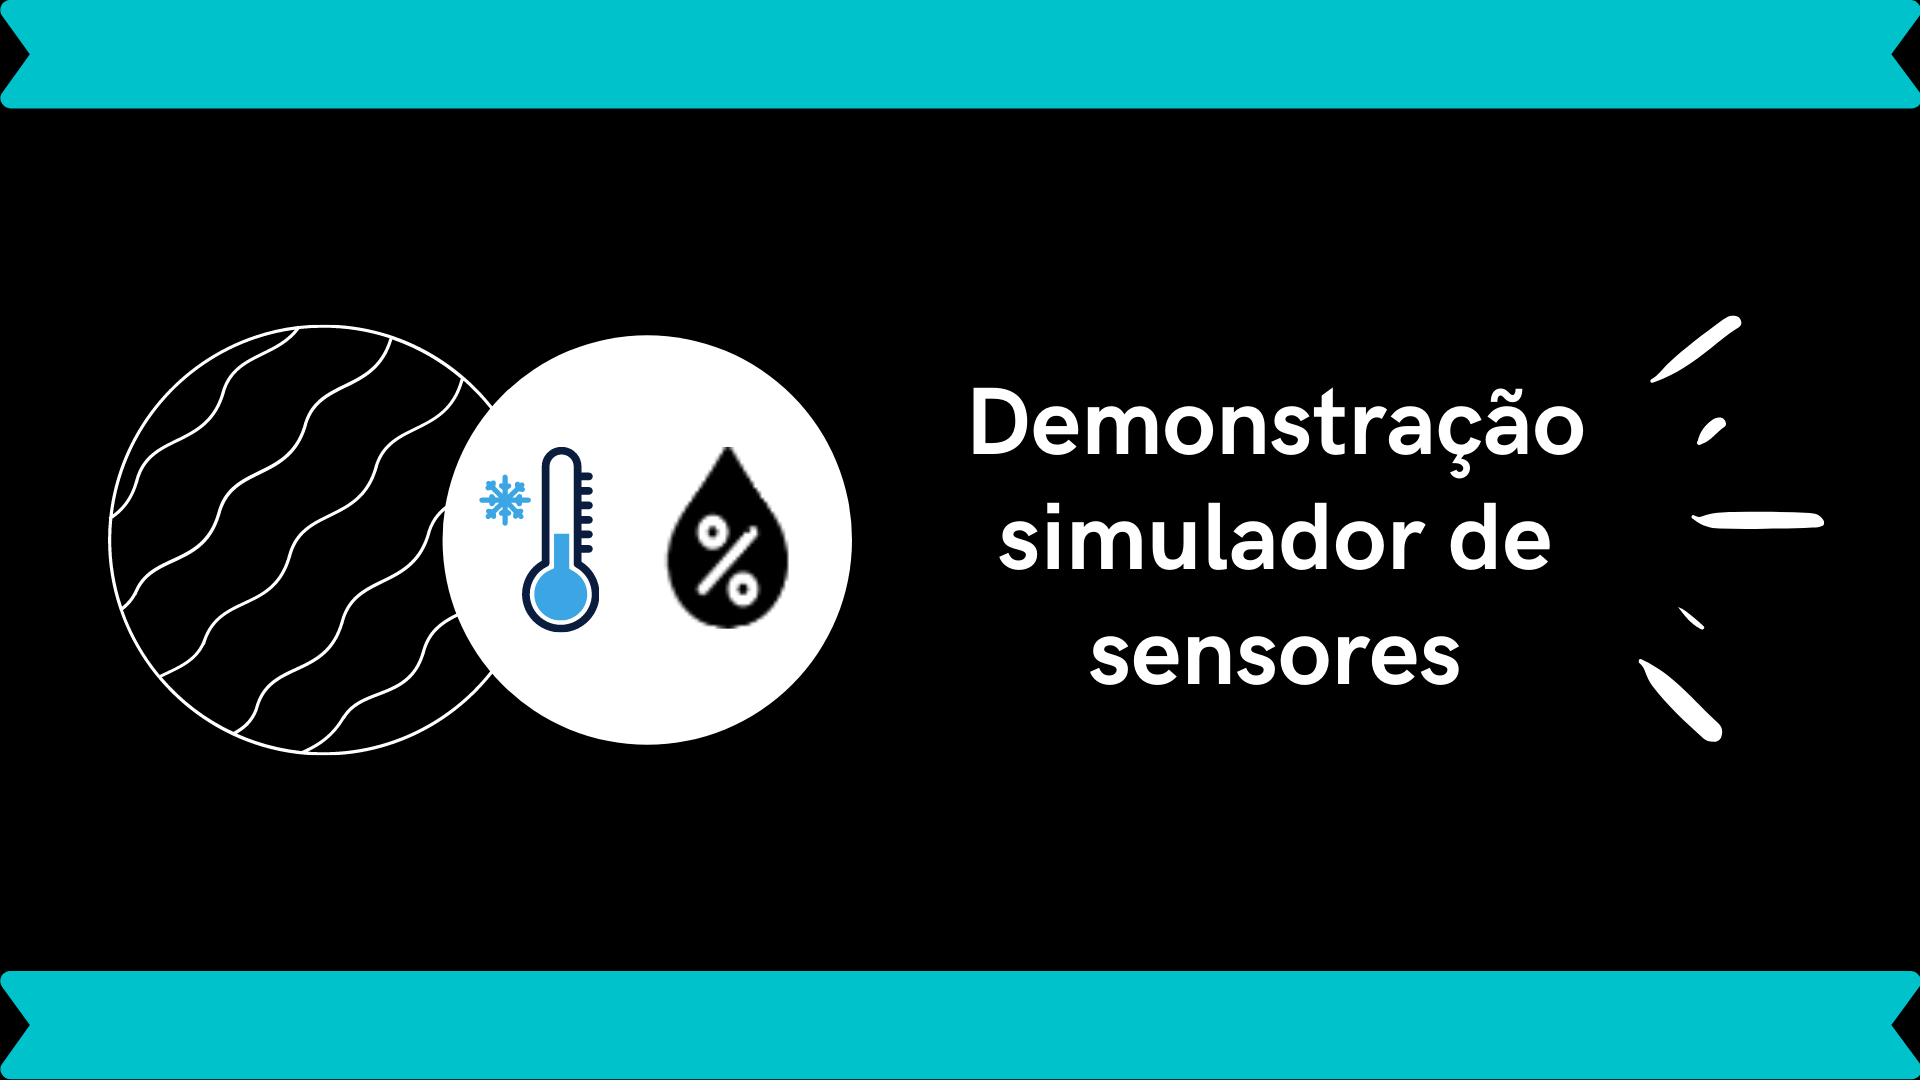 %
Demonstração
simulador de
sensores